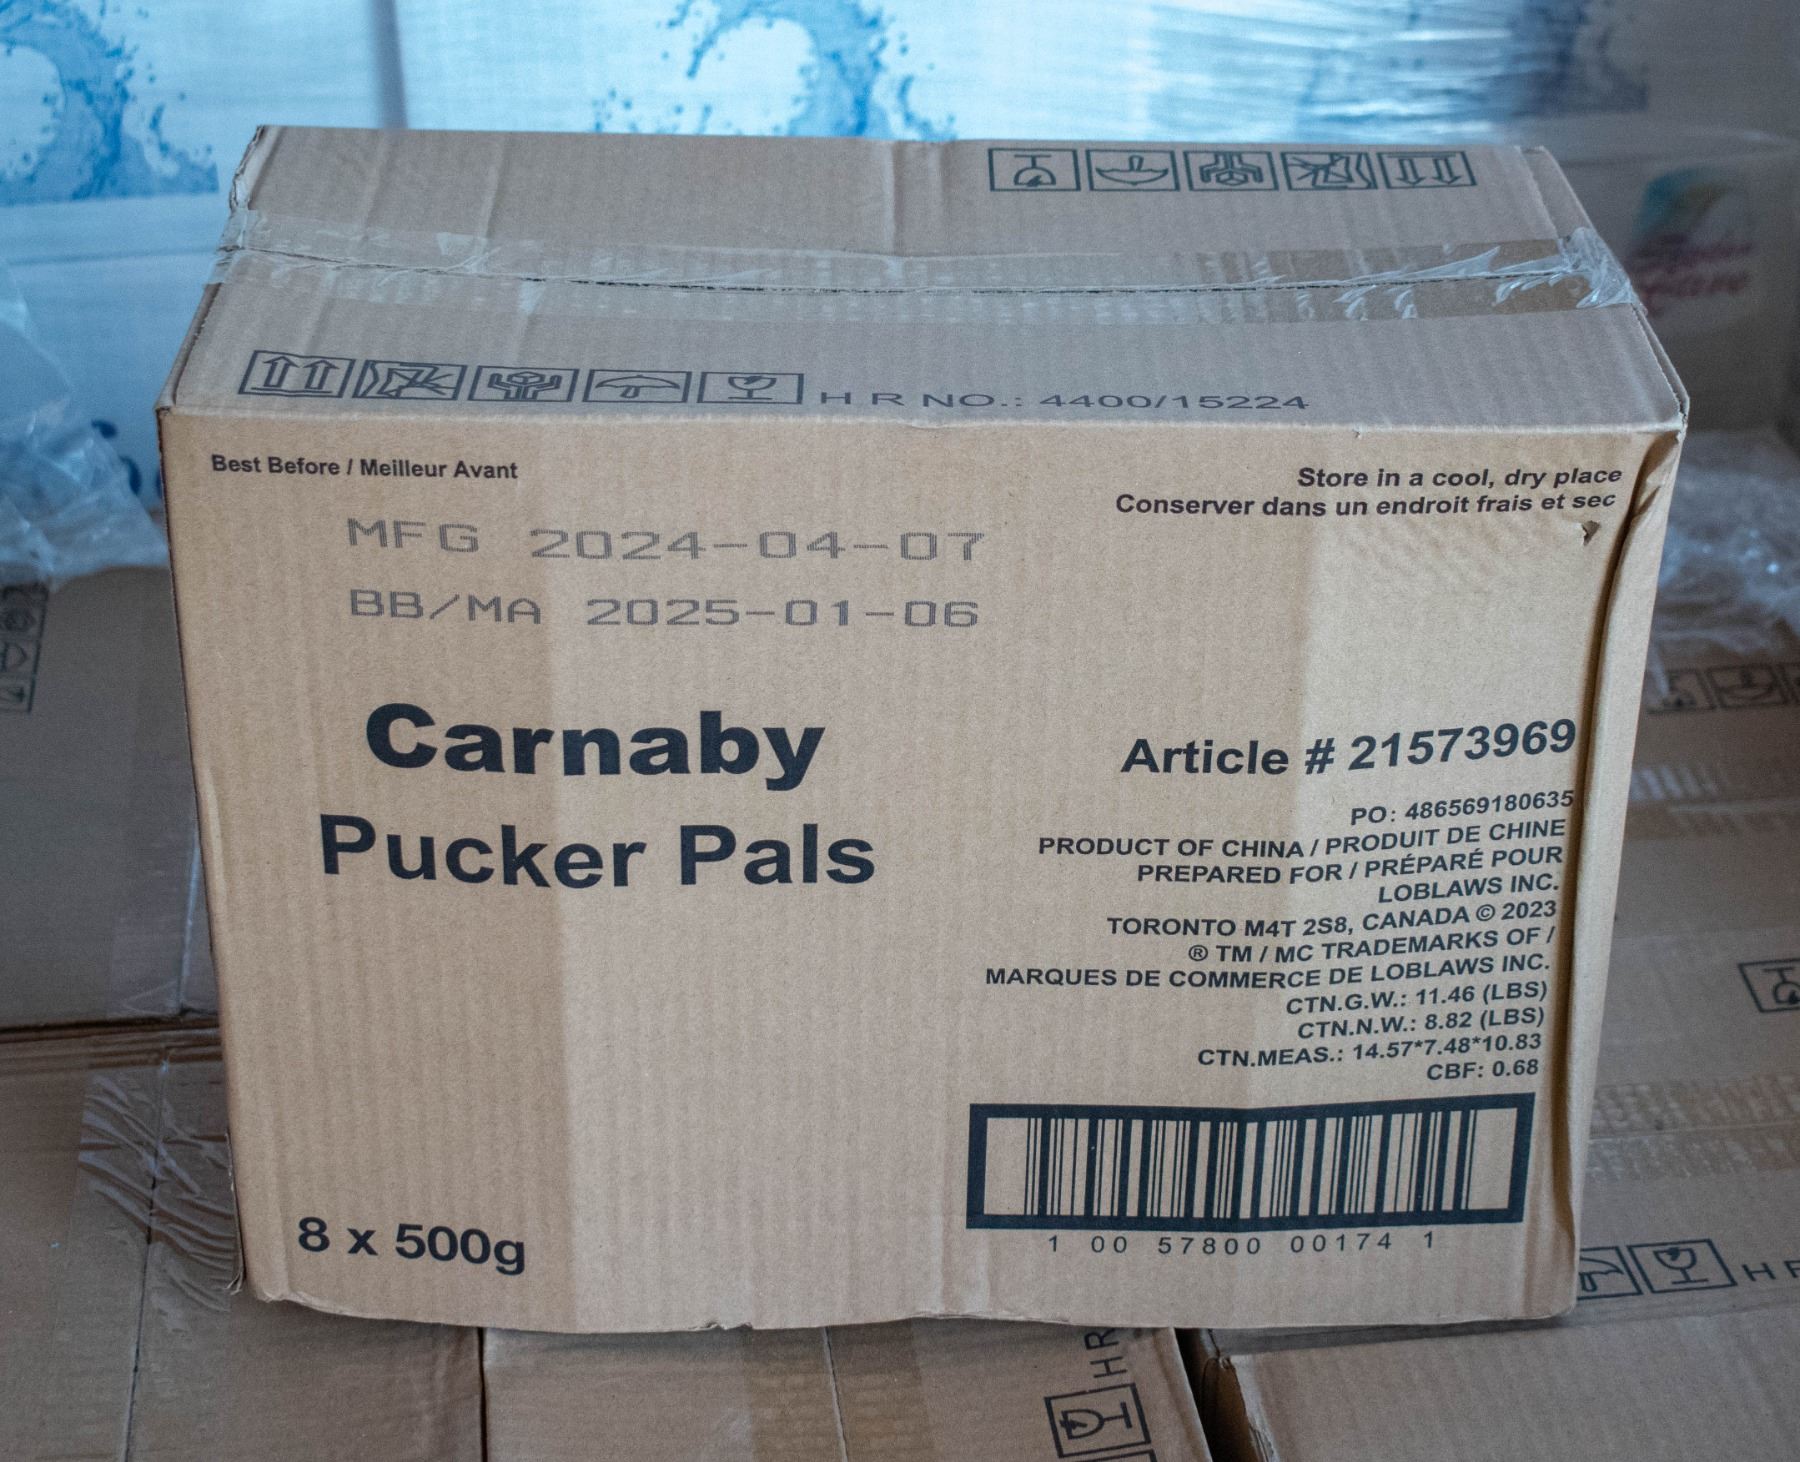 H R NO.: 4400/15224
Best Before / Meilleur Avant
Store in a cool, dry place
Conserver dans un endroit frais et sec
MFG 2024-04-07
BB/MA 2025-01-06
Carnaby
Pucker Pals
Article # 21573969
PO: 486569180635
PRODUCT OF CHINA / PRODUIT DE CHINE
PREPARED FOR / PRÉPARÉ POUR
LOBLAWS INC.
TORONTO M4T 2S8, CANADA © 2023
® TM / MC TRADEMARKS OF /
MARQUES DE COMMERCE DE LOBLAWS INC.
CTN.G.W.: 11.46 (LBS)
CTN.N.W.: 8.82 (LBS)
CTN.MEAS.: 14.57*7.48*10.83
CBF: 0.68
1 00 57800 00174 1
8 x 500g
HR
H